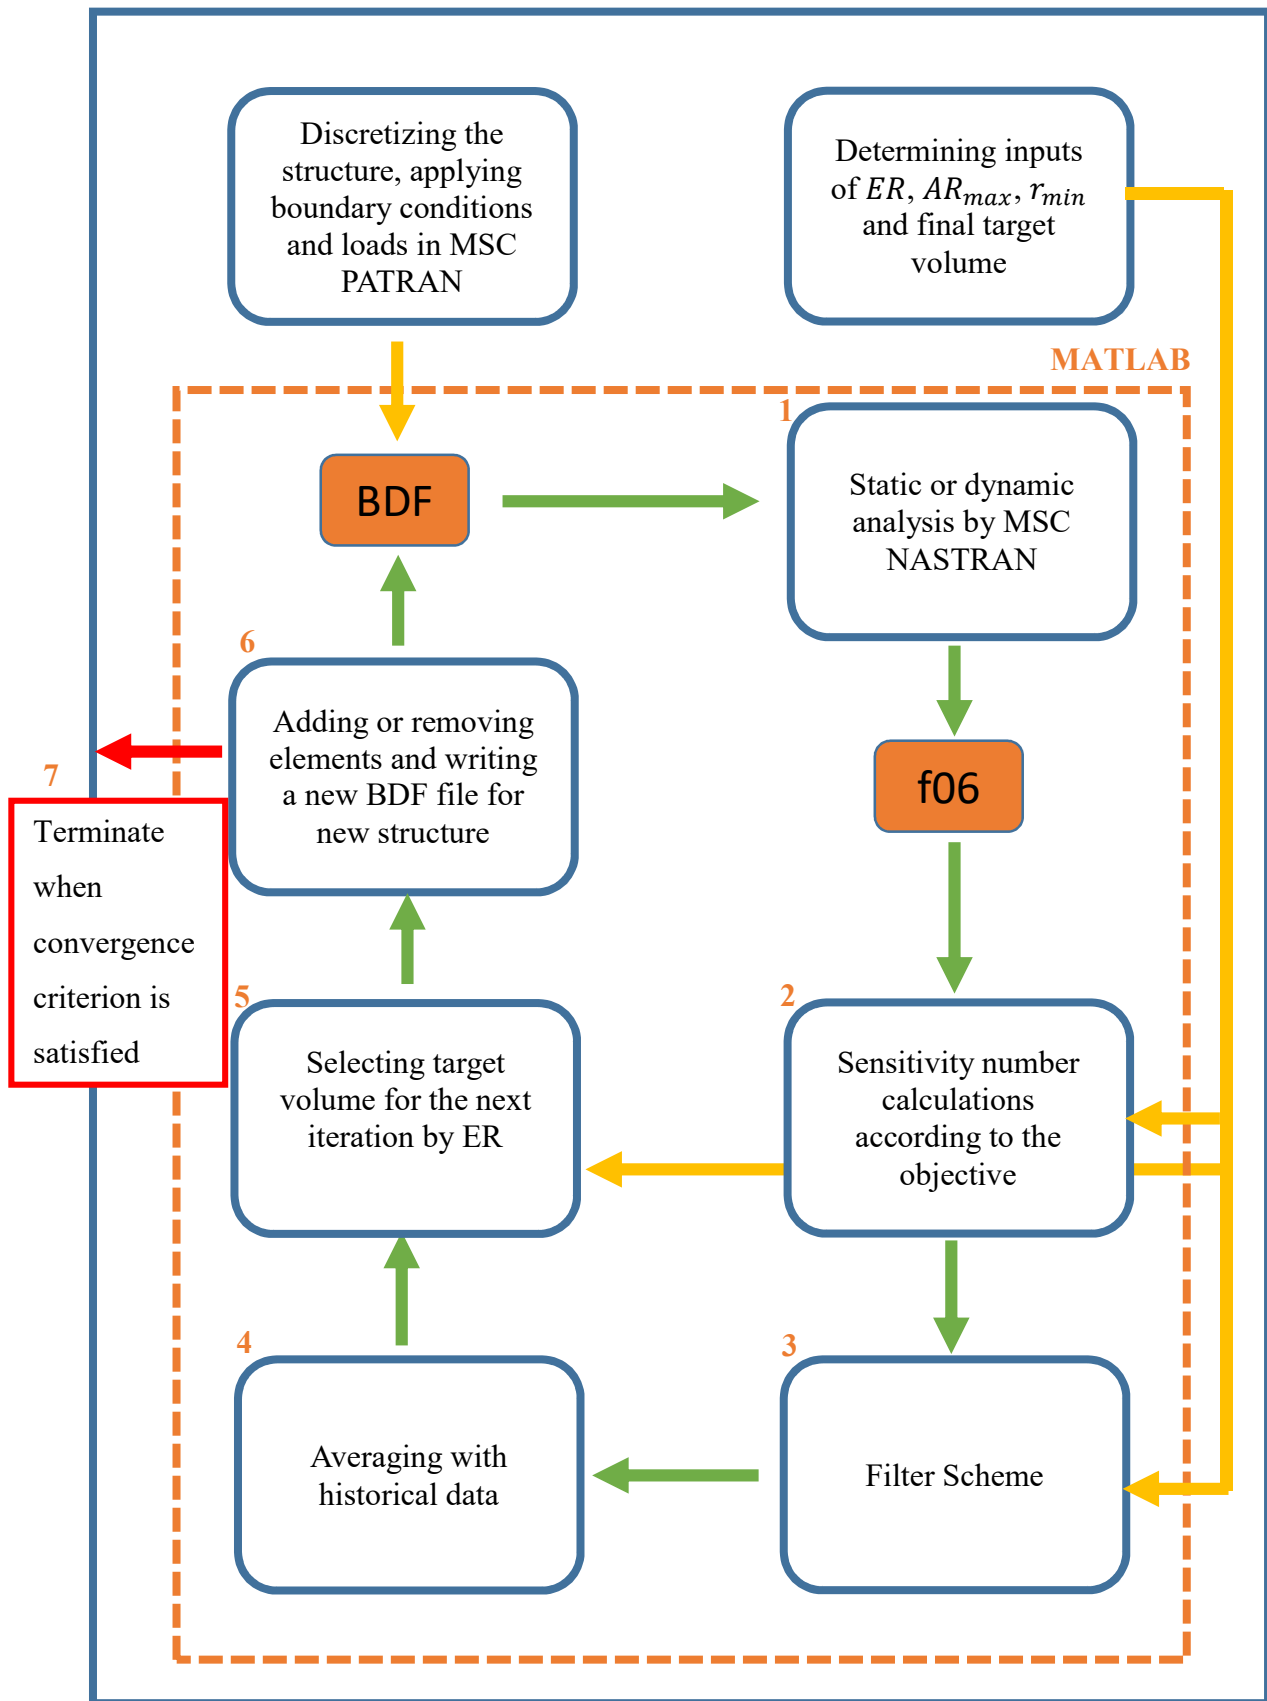 Discretizing the
structure, applying
boundary conditions
and loads in MSC
PATRAN
Determining inputs
of ER, AR_max, r_min
and final target
volume
MATLAB
BDF
1
Static or dynamic
analysis by MSC
NASTRAN
6
Adding or removing
elements and writing
a new BDF file for
new structure
f06
7
Terminate
when
convergence
criterion is
satisfied
5
Selecting target
volume for the next
iteration by ER
2
Sensitivity number
calculations
according to the
objective
4
Averaging with
historical data
3
Filter Scheme